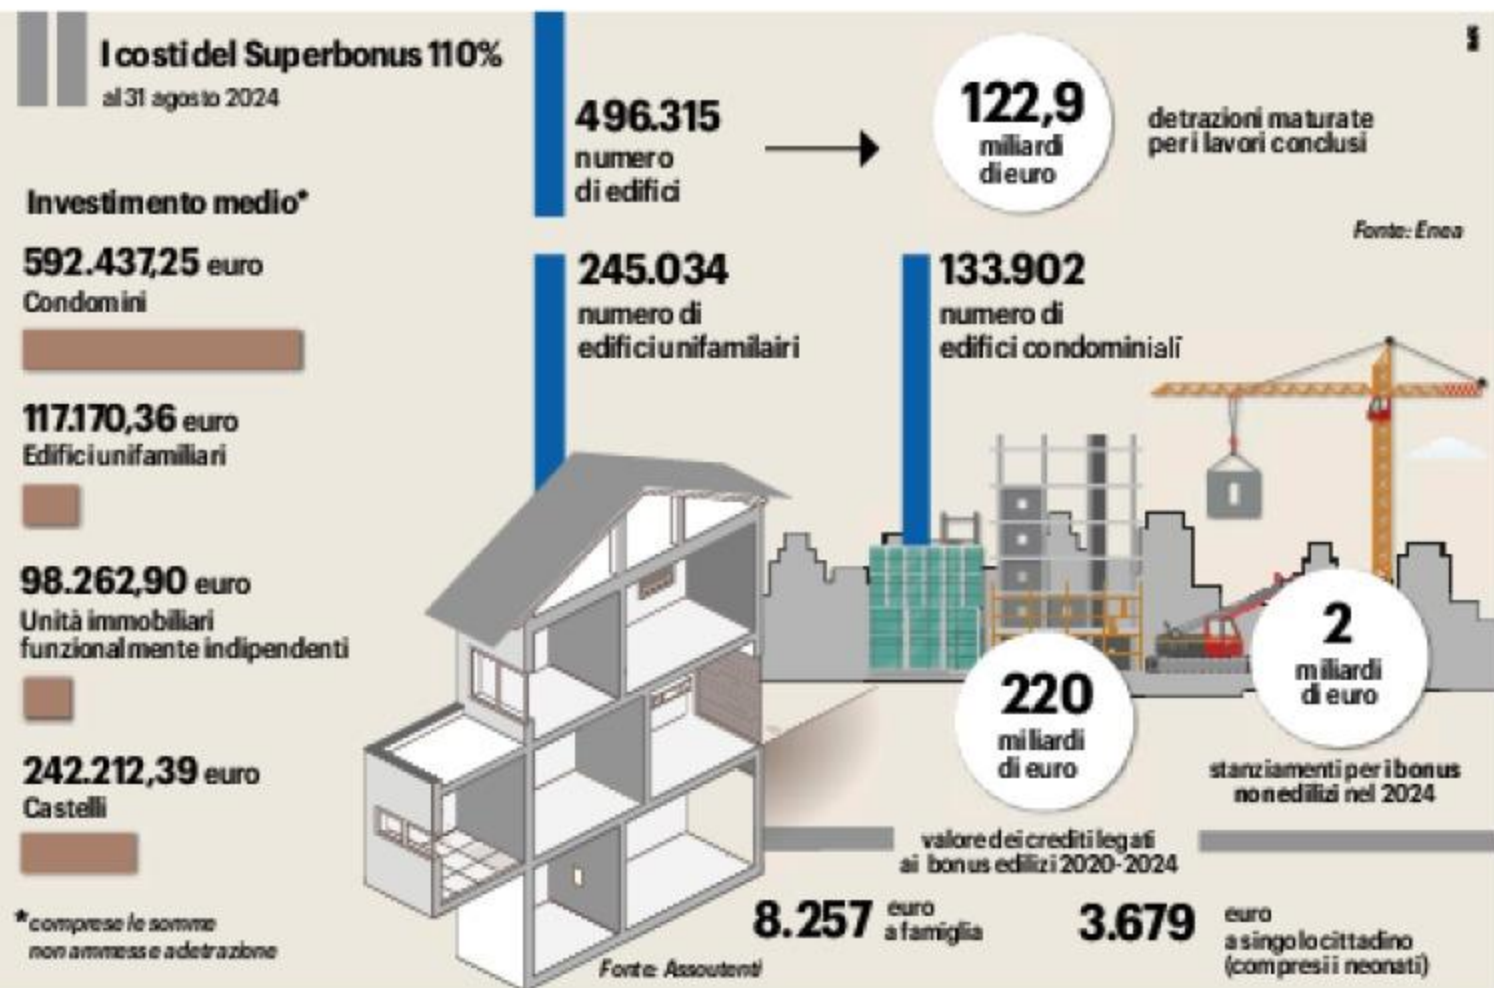 I costi del Superbonus 110%
al 31 agosto 2024
496.315
numero
di edifici
122,9
miliardi
di euro
detrazioni maturate
per i lavori conclusi
Fonte: Enea
Investimento medio*
592.437,25 euro
Condomini
117.170,36 euro
Edifici unifamiliari
98.262,90 euro
Unità immobiliari
funzionalmente indipendenti
242.212,39 euro
Castelli
*comprese le somme
non ammesse a detrazione
245.034
numero di
edifici unifamilairi
133.902
numero di
edifici condominiali
220
miliardi
di euro
valore dei crediti legati
ai bonus edilizi 2020-2024
2
miliardi
di euro
stanziamenti per i bonus
non edilizi nel 2024
8.257 euro
a famiglia
3.679 euro
a singolo cittadino
(compresi i neonati)
Fonte: Assoutenti